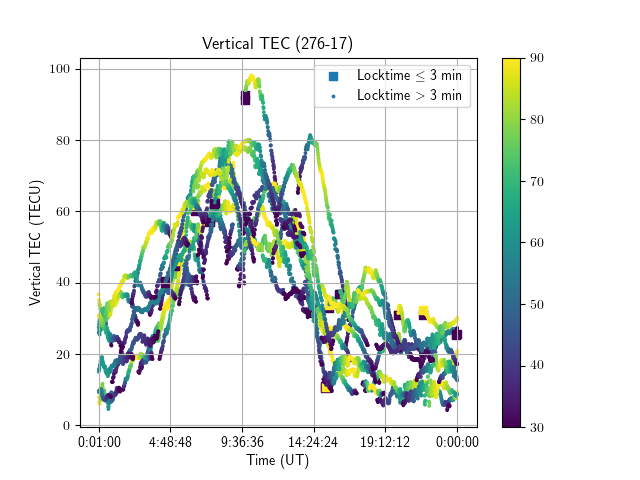 Vertical TEC (276-17)
Locktime ≤ 3 min
Locktime > 3 min
Vertical TEC (TECU)
100
80
60
40
20
0
0:01:00 4:48:48 9:36:36 14:24:24 19:12:12 0:00:00
Time (UT)
90
80
70
60
50
40
30